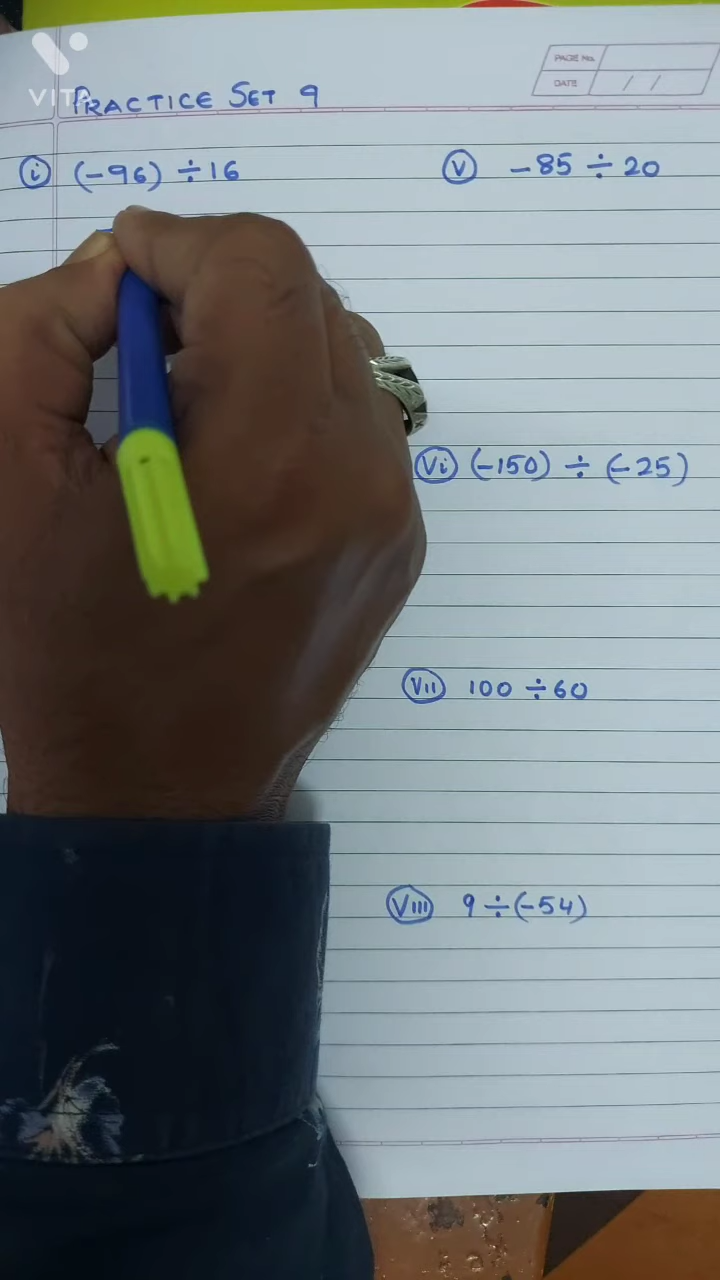 VITA
PRACTICE SET 9
PAGE No.
DATE / /
i (-96) ÷ 16
v -85 ÷ 20
vi (-150) ÷ (-25)
vii 100 ÷ 60
viii 9 ÷ (-54)